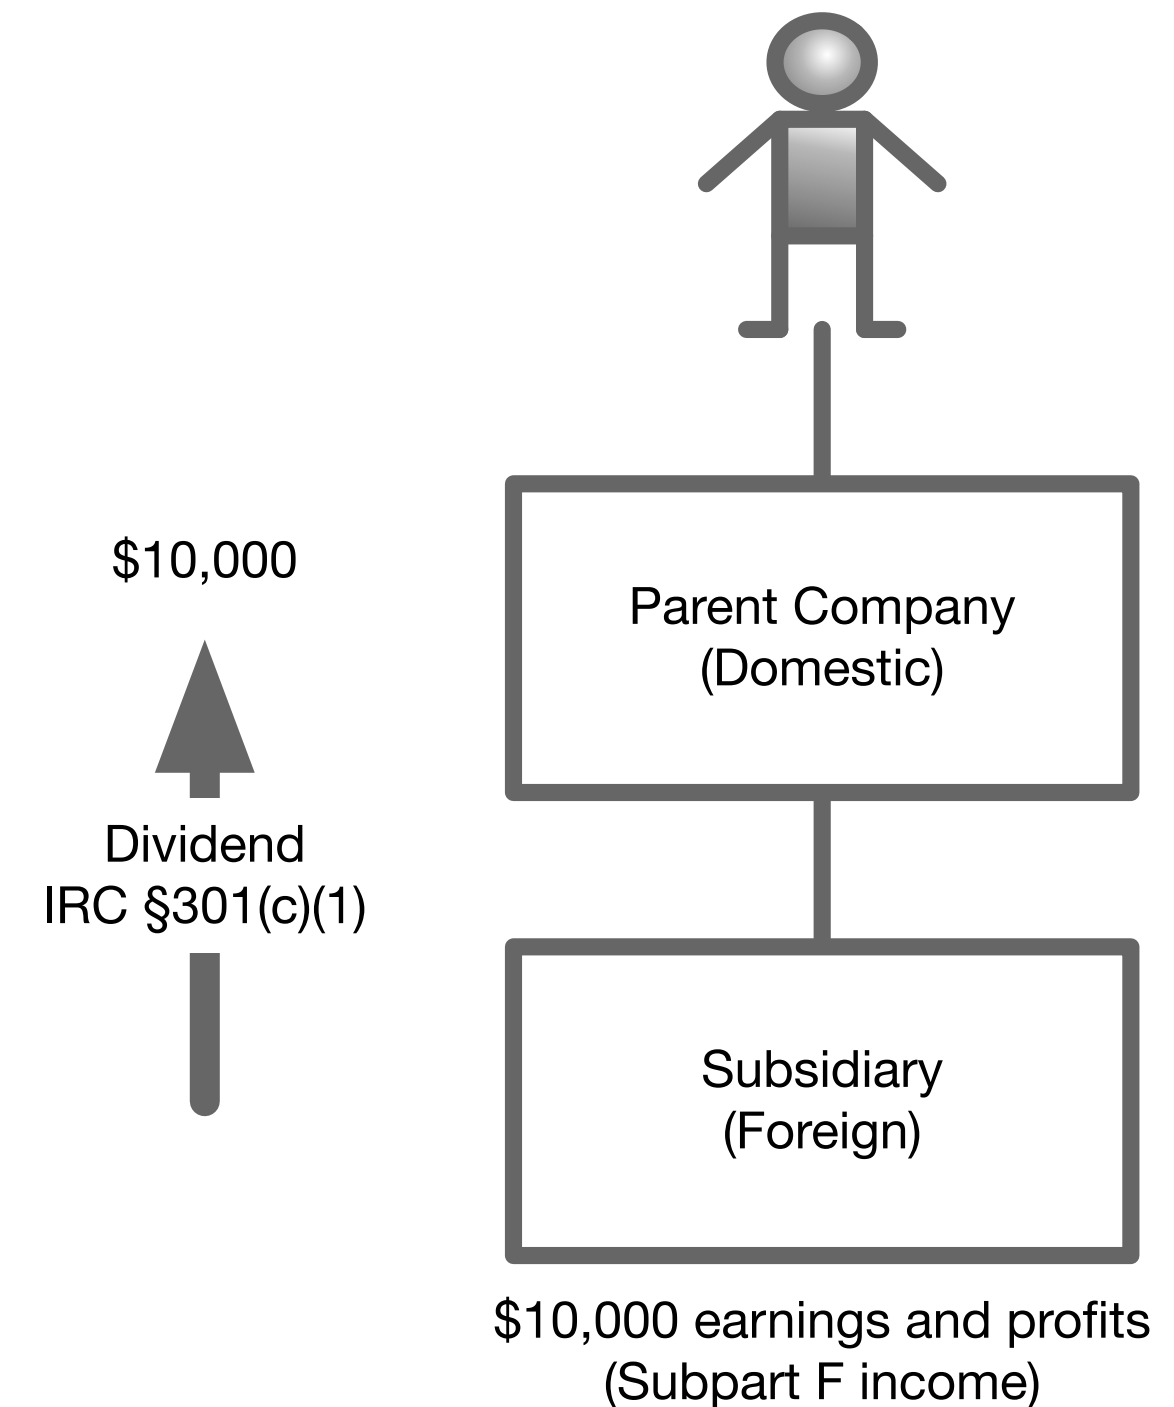 $10,000
Dividend
IRC §301(c)(1)
Parent Company
(Domestic)
Subsidiary
(Foreign)
$10,000 earnings and profits
(Subpart F income)